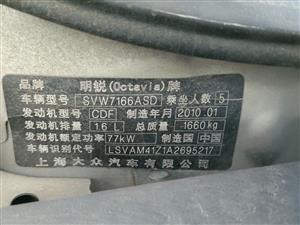 品牌 明锐(Octavia)牌
车辆型号 SVW7166ASD 乘坐人数 5
发动机型号 CDF 制造年月 2010.01
发动机排量 1.6 L 总质量 1660kg
发动机额定功率 77kW 制造国 中国
车辆识别代号 LSVAM41Z1A2695217
上海大众汽车有限公司